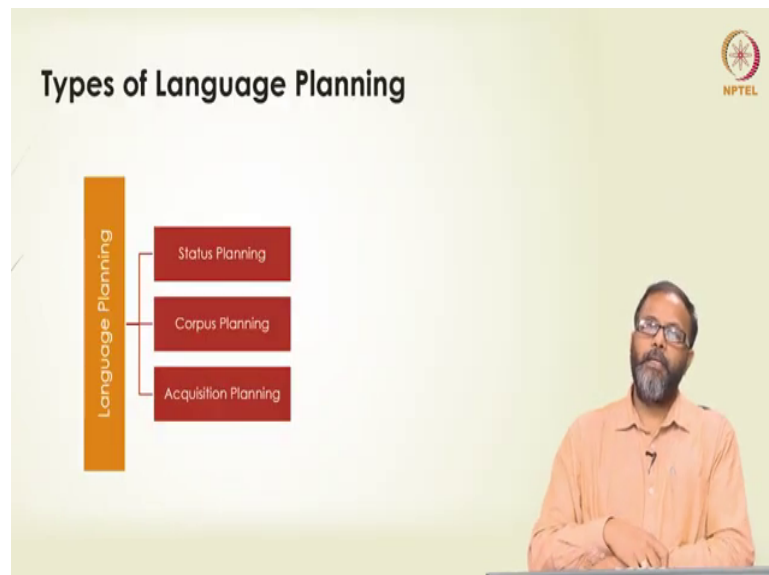 Types of Language Planning
NPTEL
Language Planning
Status Planning
Corpus Planning
Acquisition Planning